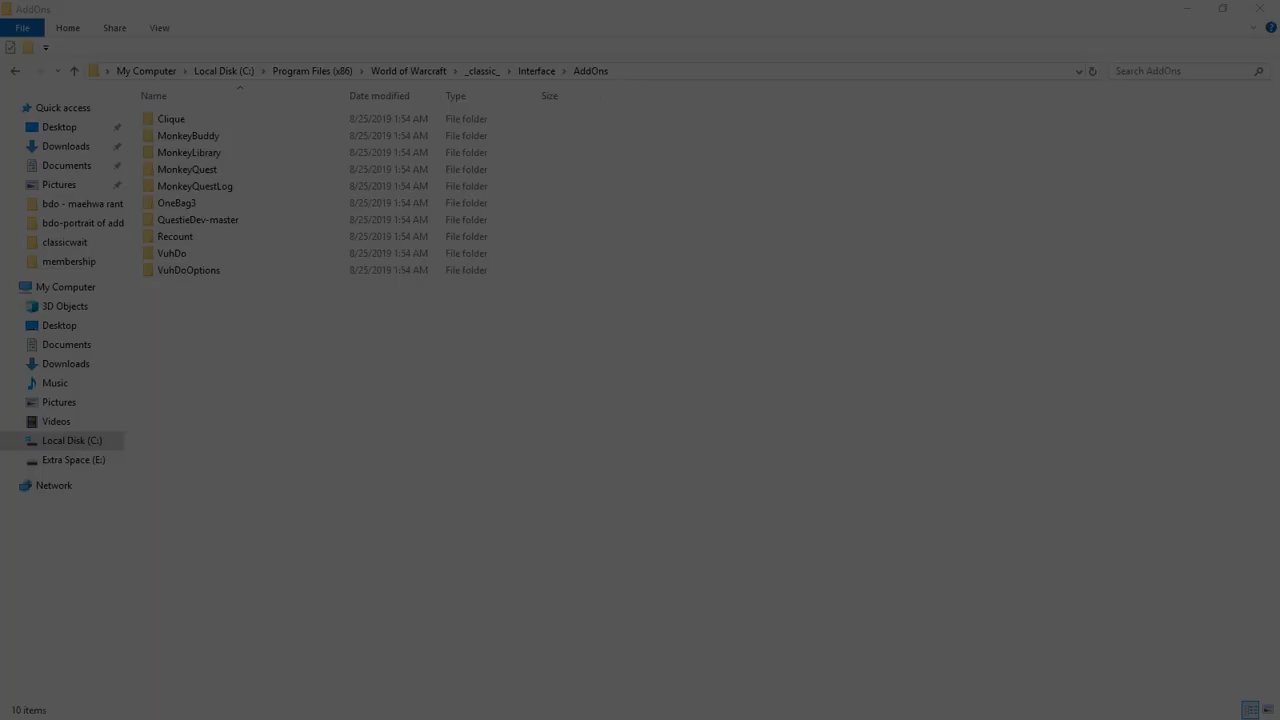 AddOns
File Home Share View
My Computer Local Disk (C:) Program Files (x86) World of Warcraft _classic_ Interface AddOns Search AddOns
Name Date modified Type Size
Quick access
Desktop
Downloads
Documents
Pictures
bdo - maehwa rant
bdo-portrait of add
classicwait
membership
My Computer
3D Objects
Desktop
Documents
Downloads
Music
Pictures
Videos
Local Disk (C:)
Extra Space (E:)
Network
Clique 8/25/2019 1:54 AM File folder
MonkeyBuddy 8/25/2019 1:54 AM File folder
MonkeyLibrary 8/25/2019 1:54 AM File folder
MonkeyQuest 8/25/2019 1:54 AM File folder
MonkeyQuestLog 8/25/2019 1:54 AM File folder
OneBag3 8/25/2019 1:54 AM File folder
QuestieDev-master 8/25/2019 1:54 AM File folder
Recount 8/25/2019 1:54 AM File folder
VuhDo 8/25/2019 1:54 AM File folder
VuhDoOptions 8/25/2019 1:54 AM File folder
10 items